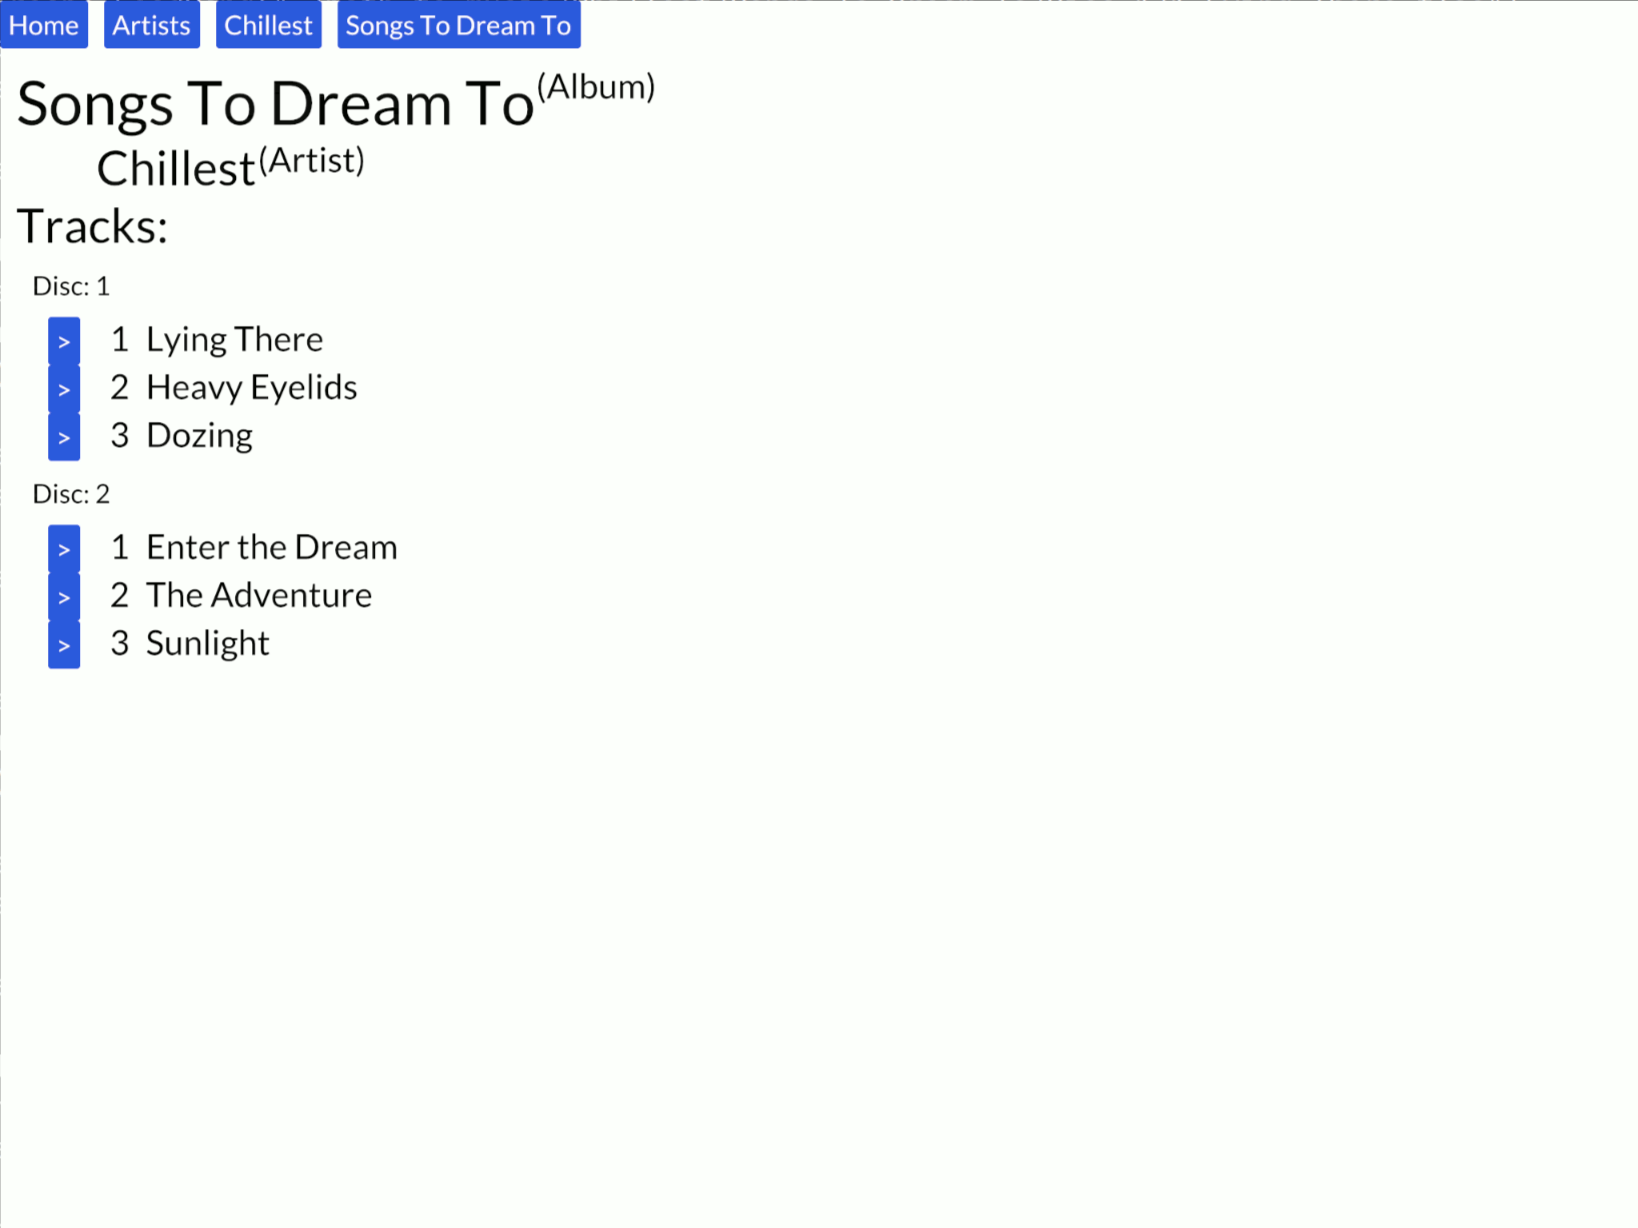 Home Artists Chillest Songs To Dream To
Songs To Dream To(Album)
Chillest(Artist)
Tracks:
Disc: 1
> 1 Lying There
> 2 Heavy Eyelids
> 3 Dozing
Disc: 2
> 1 Enter the Dream
> 2 The Adventure
> 3 Sunlight